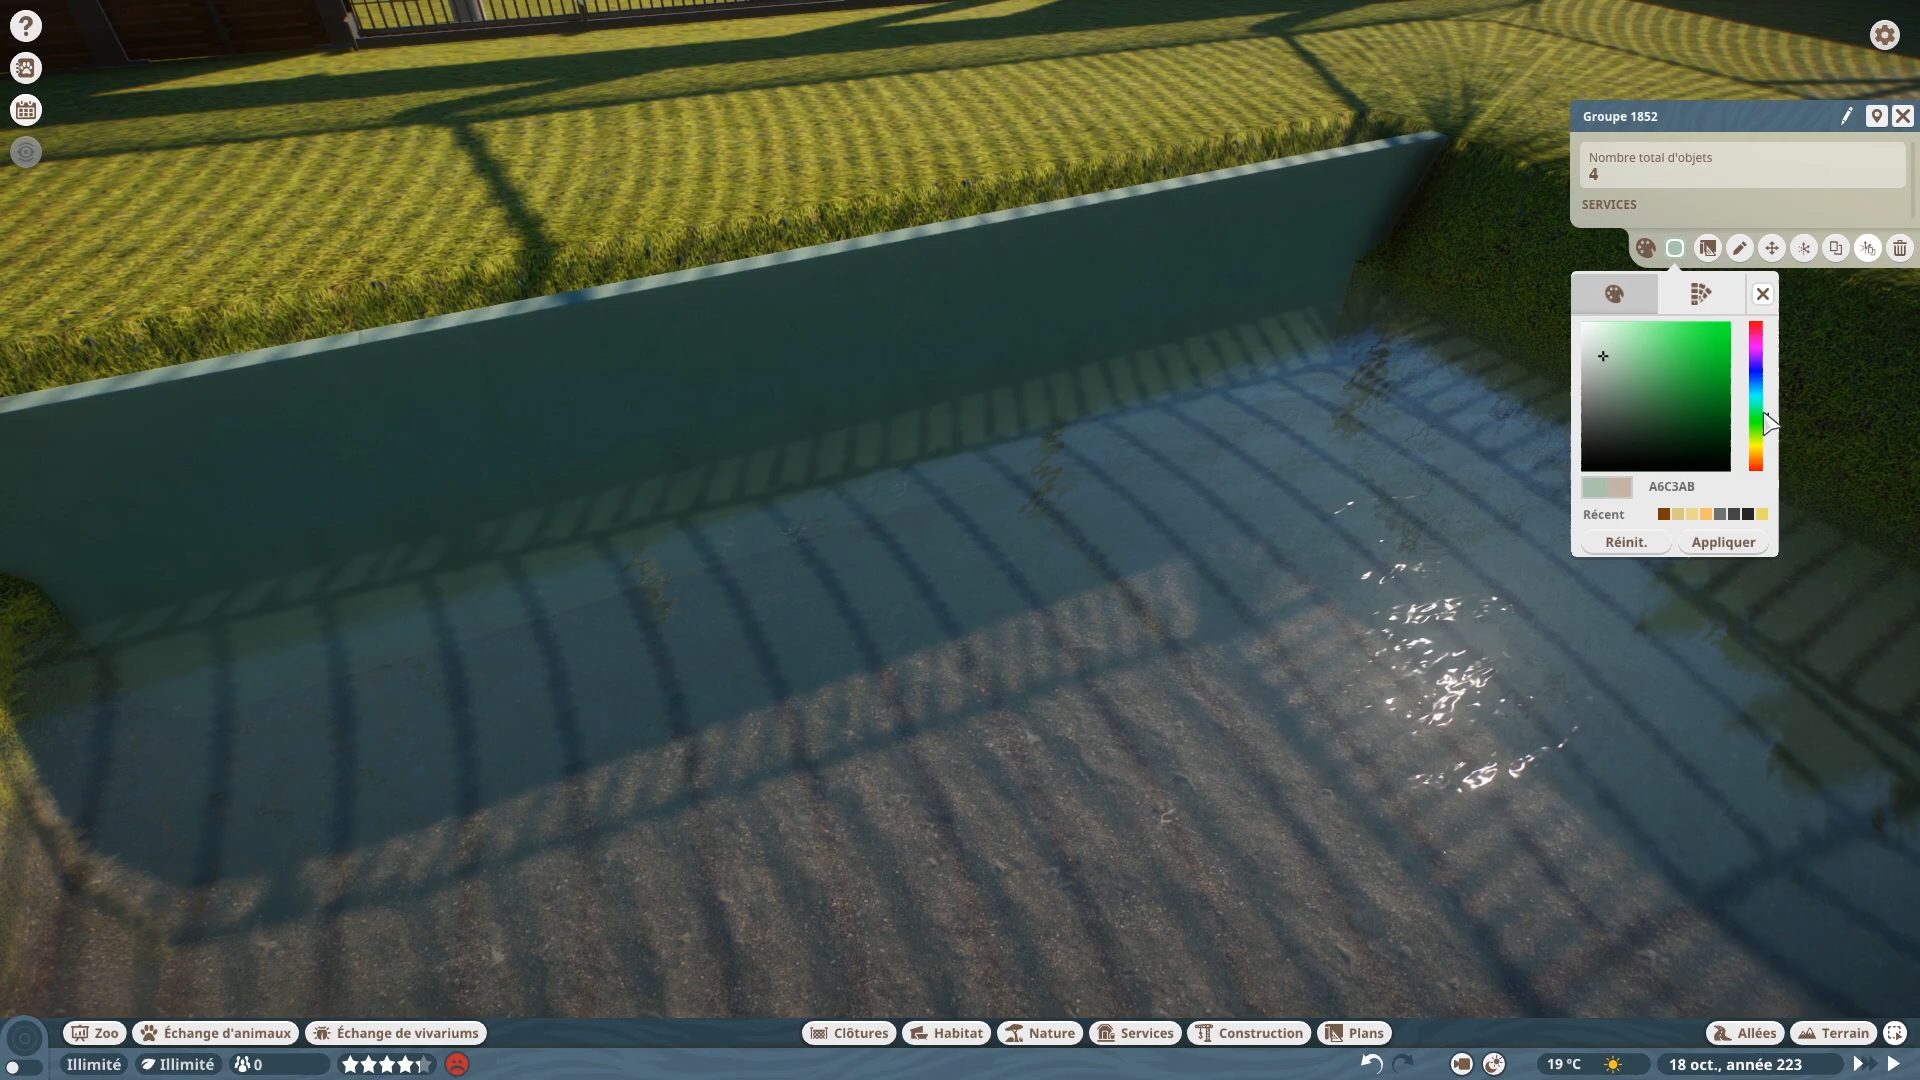 Groupe 1852
Nombre total d'objets
4
SERVICES
A6C3AB
Récent
Réinit.
Appliquer
Zoo
Échange d'animaux
Échange de vivariums
Clôtures
Habitat
Nature
Services
Construction
Plans
Allées
Terrain
Illimité
Illimité
0
19 °C
18 oct., année 223